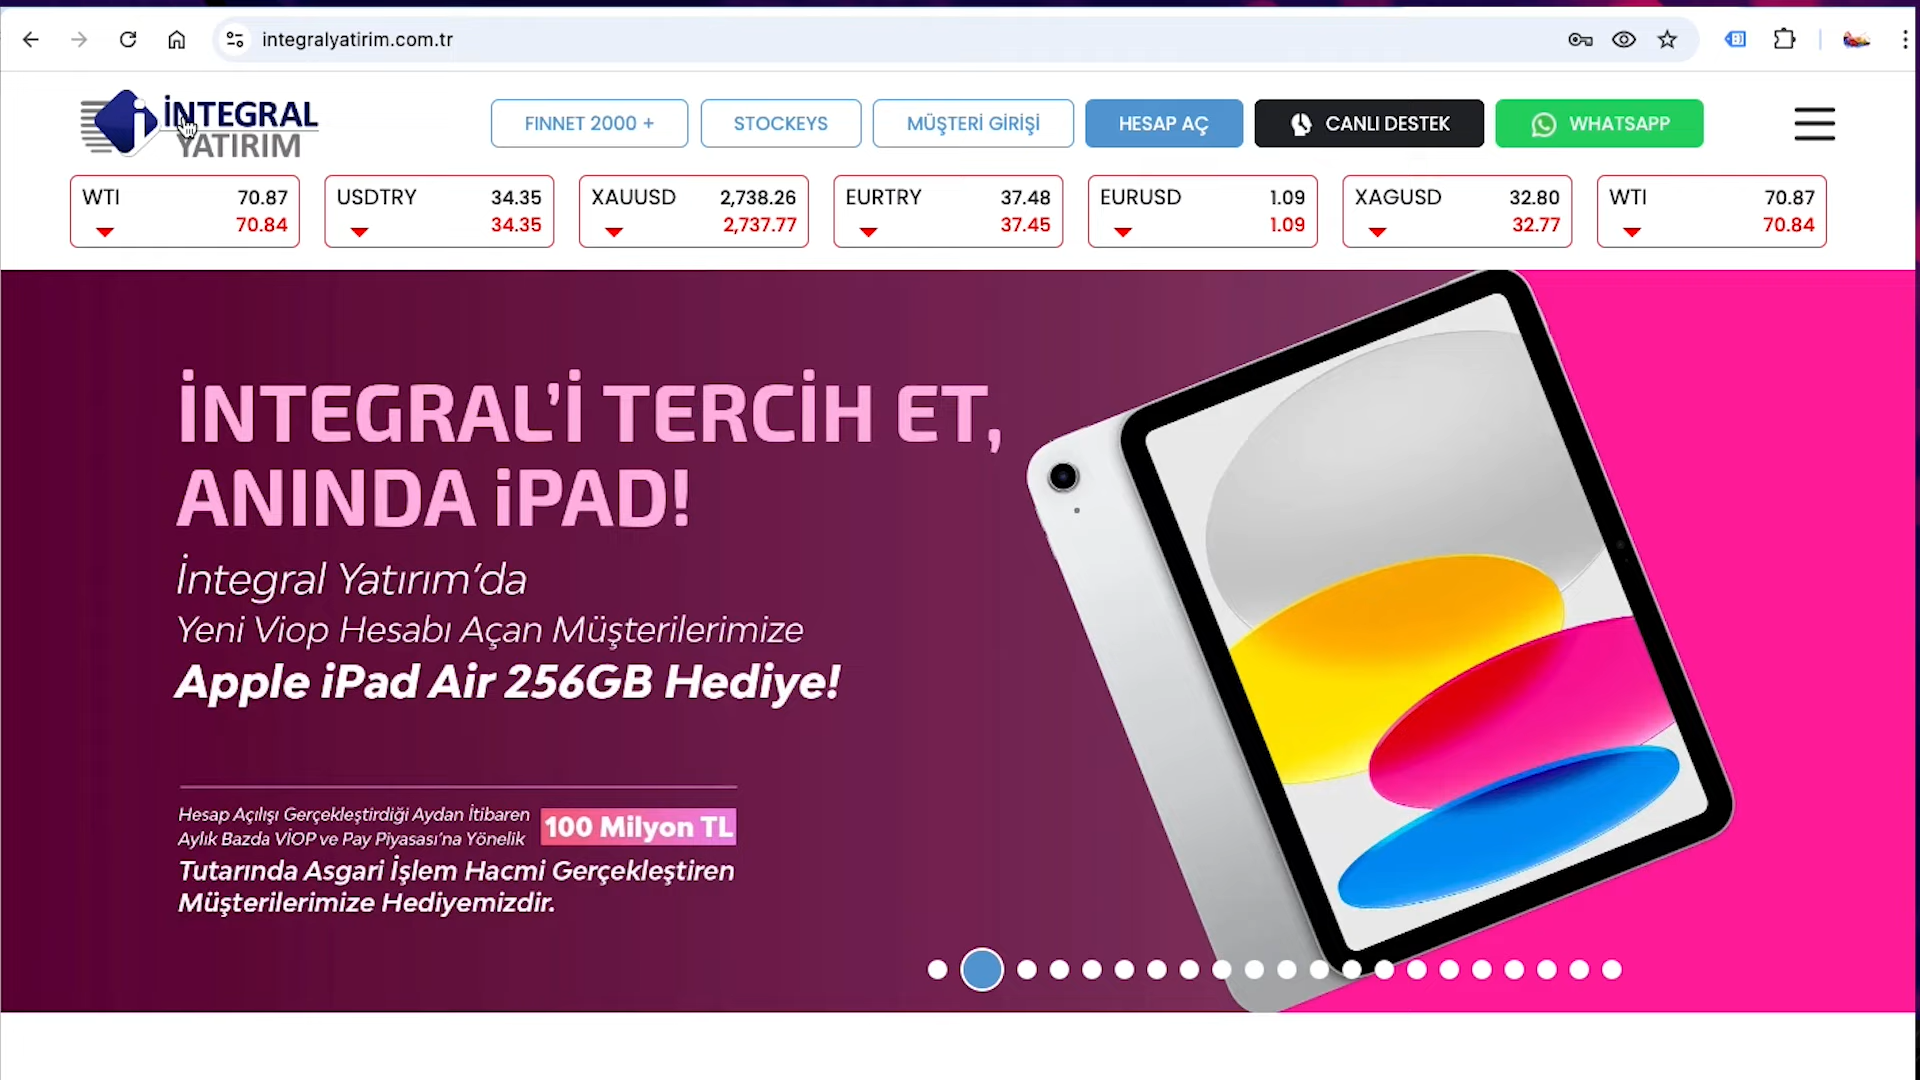 integralyatirim.com.tr
İNTEGRAL
YATIRIM
FINNET 2000 +
STOCKEYS
MÜŞTERİ GİRİŞİ
HESAP AÇ
CANLI DESTEK
WHATSAPP
WTI 70.87
70.84
USDTRY 34.35
34.35
XAUUSD 2,738.26
2,737.77
EURTRY 37.48
37.45
EURUSD 1.09
1.09
XAGUSD 32.80
32.77
WTI 70.87
70.84
İNTEGRAL’İ TERCİH ET,
ANINDA iPAD!
İntegral Yatırım’da
Yeni Viop Hesabı Açan Müşterilerimize
Apple iPad Air 256GB Hediye!
Hesap Açılışı Gerçekleştirdiği Aydan İtibaren
Aylık Bazda VİOP ve Pay Piyasası’na Yönelik
100 Milyon TL
Tutarında Asgari İşlem Hacmi Gerçekleştiren
Müşterilerimize Hediyemizdir.